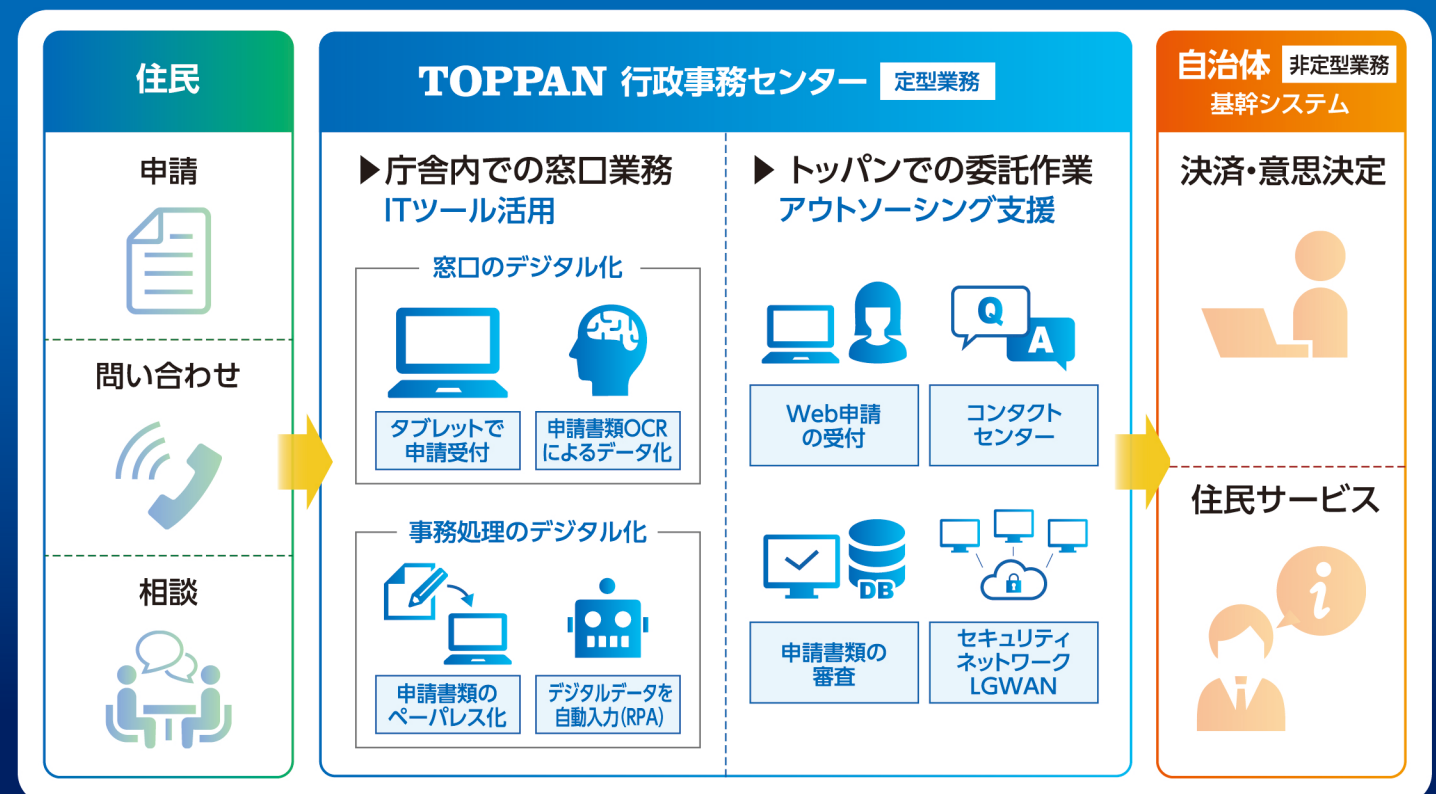 住民
申請
問い合わせ
相談
TOPPAN 行政事務センター 定型業務
▶庁舎内での窓口業務
ITツール活用
窓口のデジタル化
タブレットで
申請受付
申請書類OCR
によるデータ化
事務処理のデジタル化
申請書類の
ペーパレス化
デジタルデータを
自動入力(RPA)
▶ トッパンでの委託作業
アウトソーシング支援
Q
A
Web申請
の受付
コンタクト
センター
DB
申請書類の
審査
セキュリティ
ネットワーク
LGWAN
自治体 非定型業務
基幹システム
決済・意思決定
住民サービス
i